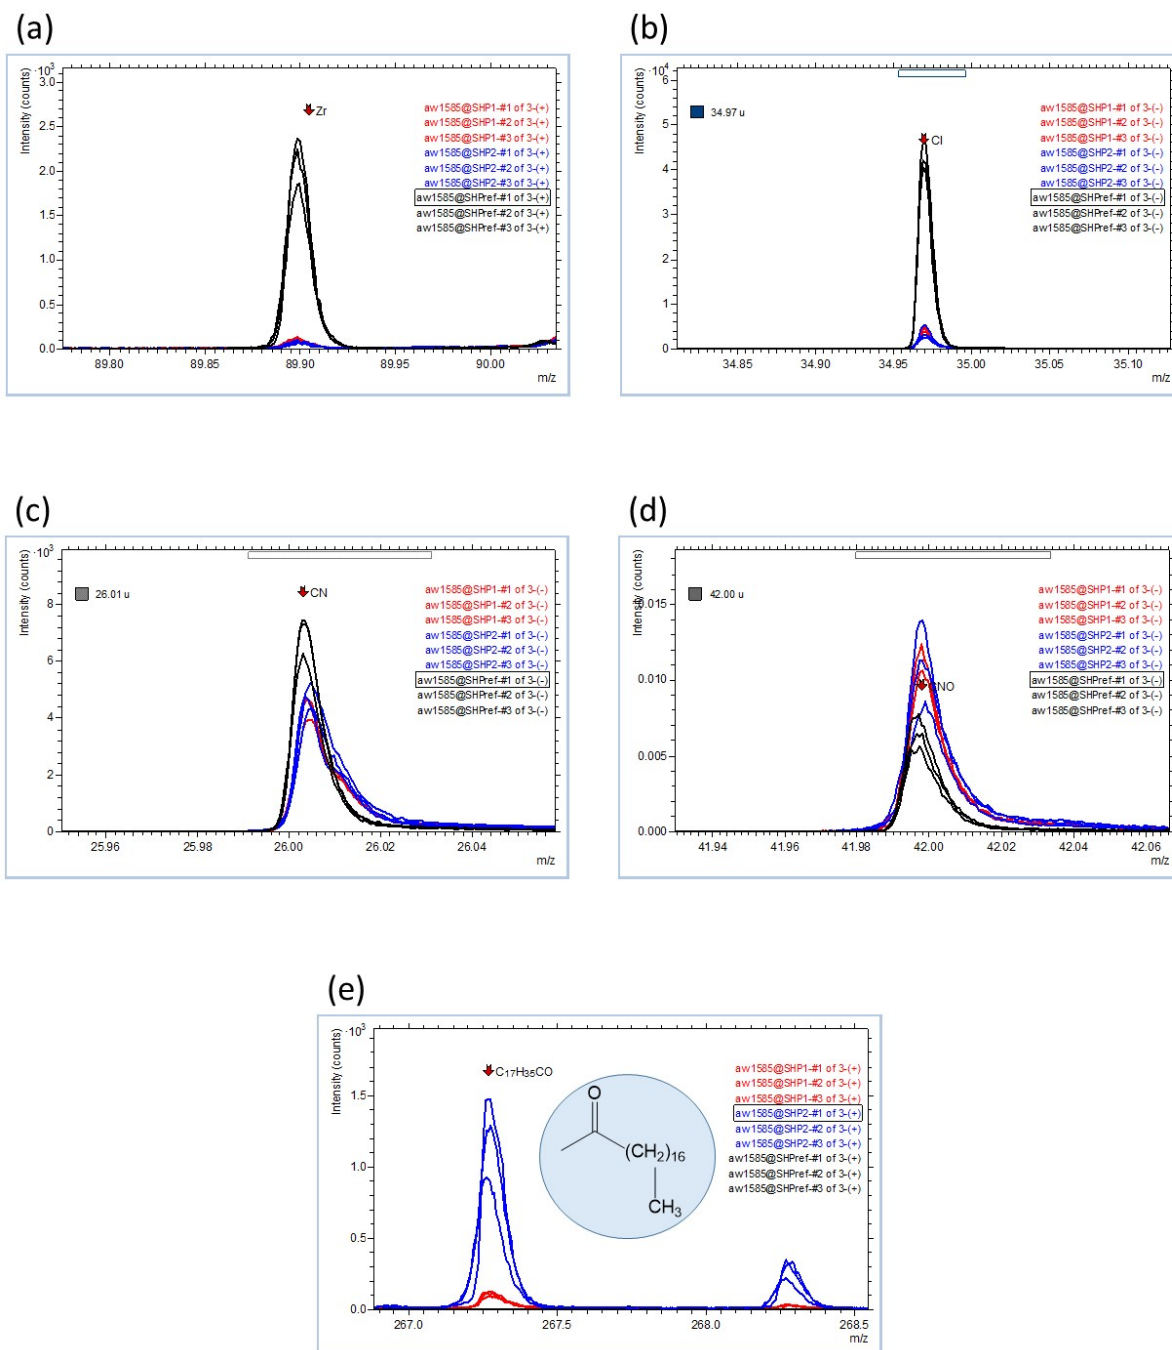 (a)
Intensity (counts)
·10³
3.0
2.5
2.0
1.5
1.0
0.5
0.0
Zr
aw1585@SHP1-#1 of 3-(+)
aw1585@SHP1-#2 of 3-(+)
aw1585@SHP1-#3 of 3-(+)
aw1585@SHP2-#1 of 3-(+)
aw1585@SHP2-#2 of 3-(+)
aw1585@SHP2-#3 of 3-(+)
aw1585@SHPref-#1 of 3-(+)
aw1585@SHPref-#2 of 3-(+)
aw1585@SHPref-#3 of 3-(+)
89.80 89.85 89.90 89.95 90.00
m/z
(b)
Intensity (counts)
·10⁴
6
5
4
3
2
1
0
34.97 u
Cl
aw1585@SHP1-#1 of 3-(-)
aw1585@SHP1-#2 of 3-(-)
aw1585@SHP1-#3 of 3-(-)
aw1585@SHP2-#1 of 3-(-)
aw1585@SHP2-#2 of 3-(-)
aw1585@SHP2-#3 of 3-(-)
aw1585@SHPref-#1 of 3-(-)
aw1585@SHPref-#2 of 3-(-)
aw1585@SHPref-#3 of 3-(-)
34.85 34.90 34.95 35.00 35.05 35.10
m/z
(c)
Intensity (counts)
·10³
8
6
4
2
0
26.01 u
CN
aw1585@SHP1-#1 of 3-(-)
aw1585@SHP1-#2 of 3-(-)
aw1585@SHP1-#3 of 3-(-)
aw1585@SHP2-#1 of 3-(-)
aw1585@SHP2-#2 of 3-(-)
aw1585@SHP2-#3 of 3-(-)
aw1585@SHPref-#1 of 3-(-)
aw1585@SHPref-#2 of 3-(-)
aw1585@SHPref-#3 of 3-(-)
25.96 25.98 26.00 26.02 26.04
m/z
(d)
Intensity (counts)
0.015
0.010
0.005
0.000
42.00 u
CNO
aw1585@SHP1-#1 of 3-(-)
aw1585@SHP1-#2 of 3-(-)
aw1585@SHP1-#3 of 3-(-)
aw1585@SHP2-#1 of 3-(-)
aw1585@SHP2-#2 of 3-(-)
aw1585@SHP2-#3 of 3-(-)
aw1585@SHPref-#1 of 3-(-)
aw1585@SHPref-#2 of 3-(-)
aw1585@SHPref-#3 of 3-(-)
41.94 41.96 41.98 42.00 42.02 42.04 42.06
m/z
(e)
Intensity (counts)
·10³
1.5
1.0
0.5
0.0
C₁₇H₃₅CO
O
(CH₂)₁₆
CH₃
aw1585@SHP1-#1 of 3-(+)
aw1585@SHP1-#2 of 3-(+)
aw1585@SHP1-#3 of 3-(+)
aw1585@SHP2-#1 of 3-(+)
aw1585@SHP2-#2 of 3-(+)
aw1585@SHP2-#3 of 3-(+)
aw1585@SHPref-#1 of 3-(+)
aw1585@SHPref-#2 of 3-(+)
aw1585@SHPref-#3 of 3-(+)
267.0 267.5 268.0 268.5
m/z